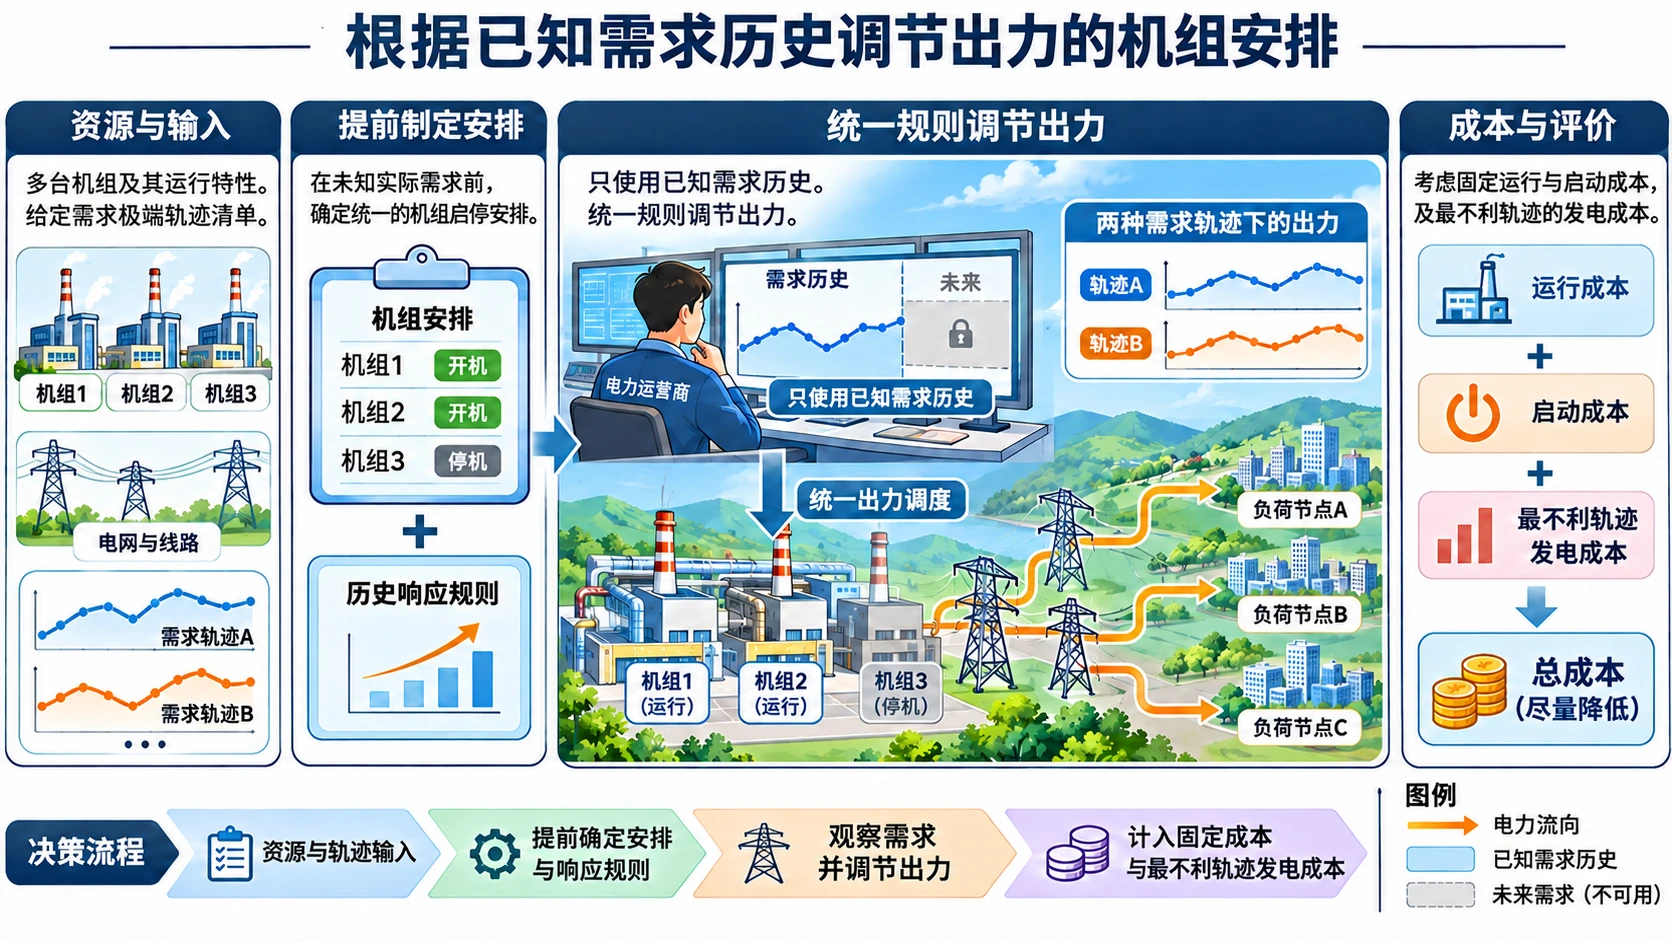 根据已知需求历史调节出力的机组安排
资源与输入
多台机组及其运行特性。
给定需求极端轨迹清单。
机组1
机组2
机组3
电网与线路
需求轨迹A
需求轨迹B
提前制定安排
在未知实际需求前，
确定统一的机组启停安排。
机组安排
机组1 开机
机组2 开机
机组3 停机
历史响应规则
统一规则调节出力
只使用已知需求历史。
统一规则调节出力。
需求历史
未来
电力运营商
只使用已知需求历史
两种需求轨迹下的出力
轨迹A
轨迹B
统一出力调度
机组1
（运行）
机组2
（运行）
机组3
（停机）
负荷节点A
负荷节点B
负荷节点C
成本与评价
考虑固定运行与启动成本，
及最不利轨迹的发电成本。
运行成本
启动成本
最不利轨迹
发电成本
总成本
（尽量降低）
决策流程
资源与轨迹输入
提前确定安排
与响应规则
观察需求
并调节出力
计入固定成本
与最不利轨迹发电成本
图例
电力流向
已知需求历史
未来需求（不可用）